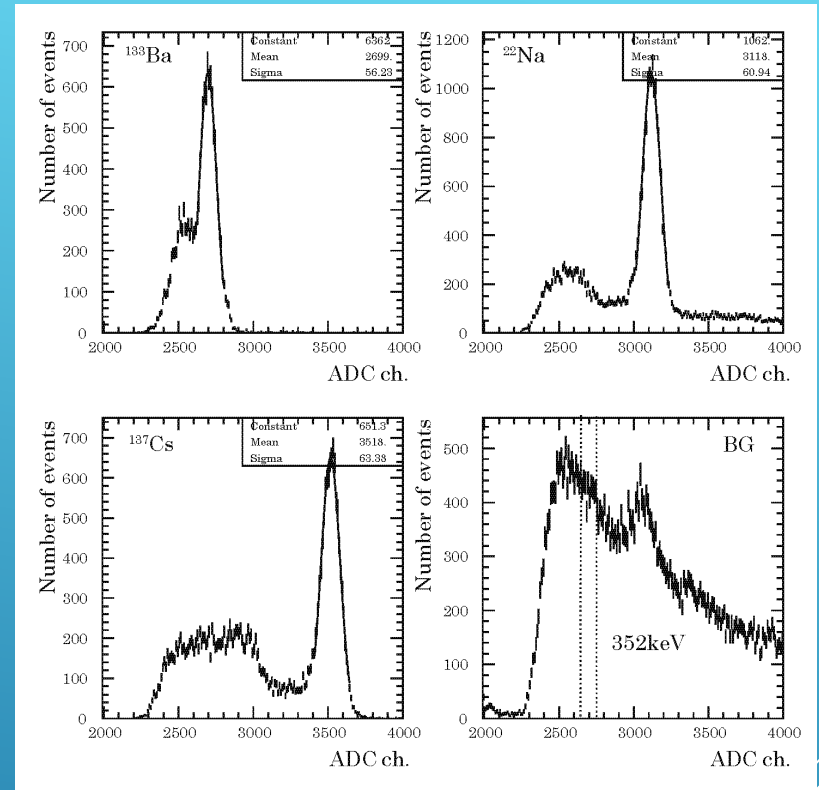 ¹³³Ba
Constant 6362
Mean 2699.
Sigma 56.23
Number of events
0
100
200
300
400
500
600
700
2000 2500 3000 3500 4000
ADC ch.
²²Na
Constant 1062.
Mean 3118.
Sigma 60.94
Number of events
0
200
400
600
800
1000
1200
2000 2500 3000 3500 4000
ADC ch.
¹³⁷Cs
Constant 651.3
Mean 3518.
Sigma 63.38
Number of events
0
100
200
300
400
500
600
700
2000 2500 3000 3500 4000
ADC ch.
BG
352keV
Number of events
0
100
200
300
400
500
2000 2500 3000 3500 4000
ADC ch.